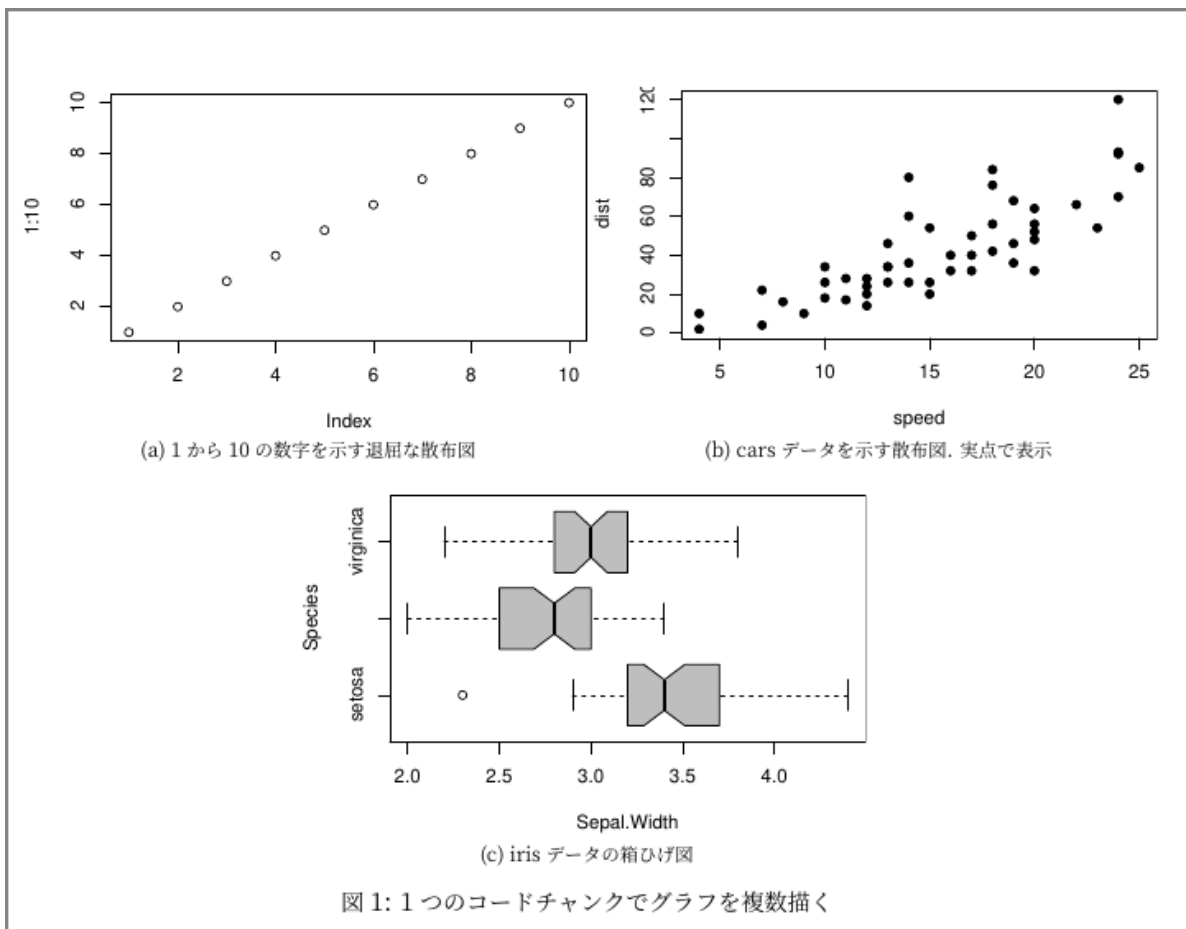 1:10
10
8
6
4
2
2 4 6 8 10
Index
(a) 1 から 10 の数字を示す退屈な散布図
dist
120
80
60
40
20
0
5 10 15 20 25
speed
(b) cars データを示す散布図. 実点で表示
Species
virginica
setosa
2.0 2.5 3.0 3.5 4.0
Sepal.Width
(c) iris データの箱ひげ図
図 1: 1 つのコードチャンクでグラフを複数描く